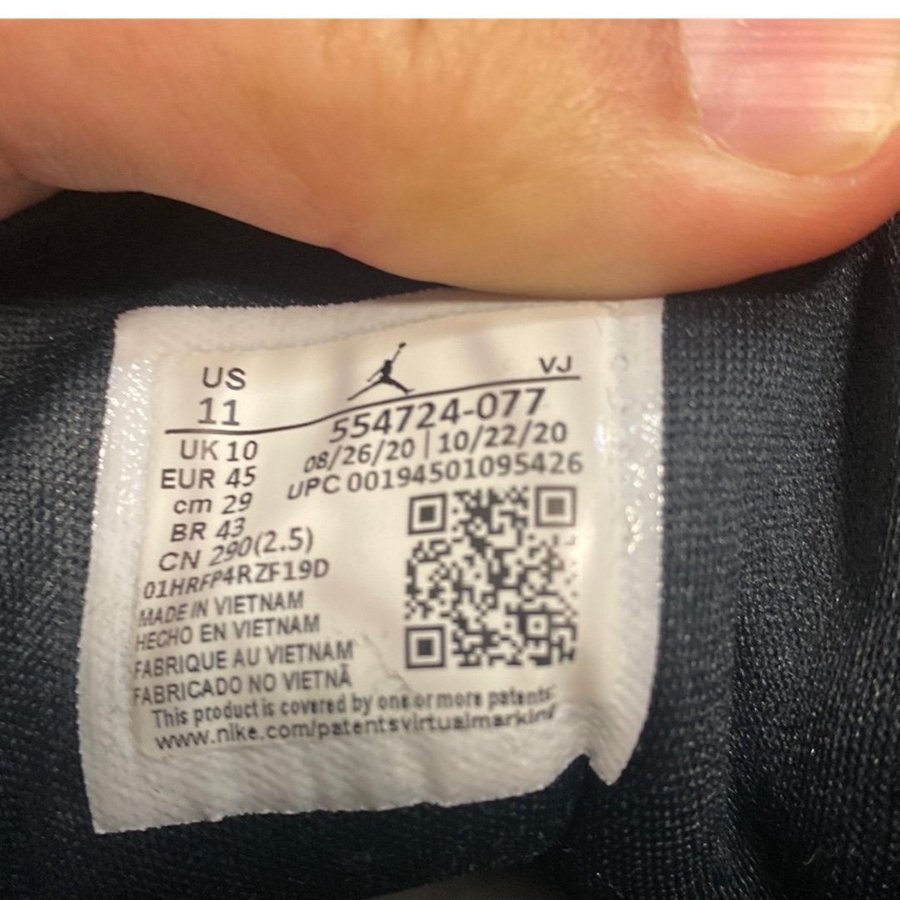 US
11
UK 10
EUR 45
cm 29
BR 43
CN 290(2.5)
01HRFP4RZF19D
VJ
554724-077
08/26/20 | 10/22/20
UPC 00194501095426
MADE IN VIETNAM
HECHO EN VIETNAM
FABRIQUE AU VIETNAM
FABRICADO NO VIETNÃ
This product is covered by one or more patents
www.nike.com/patentsvirtualmarking